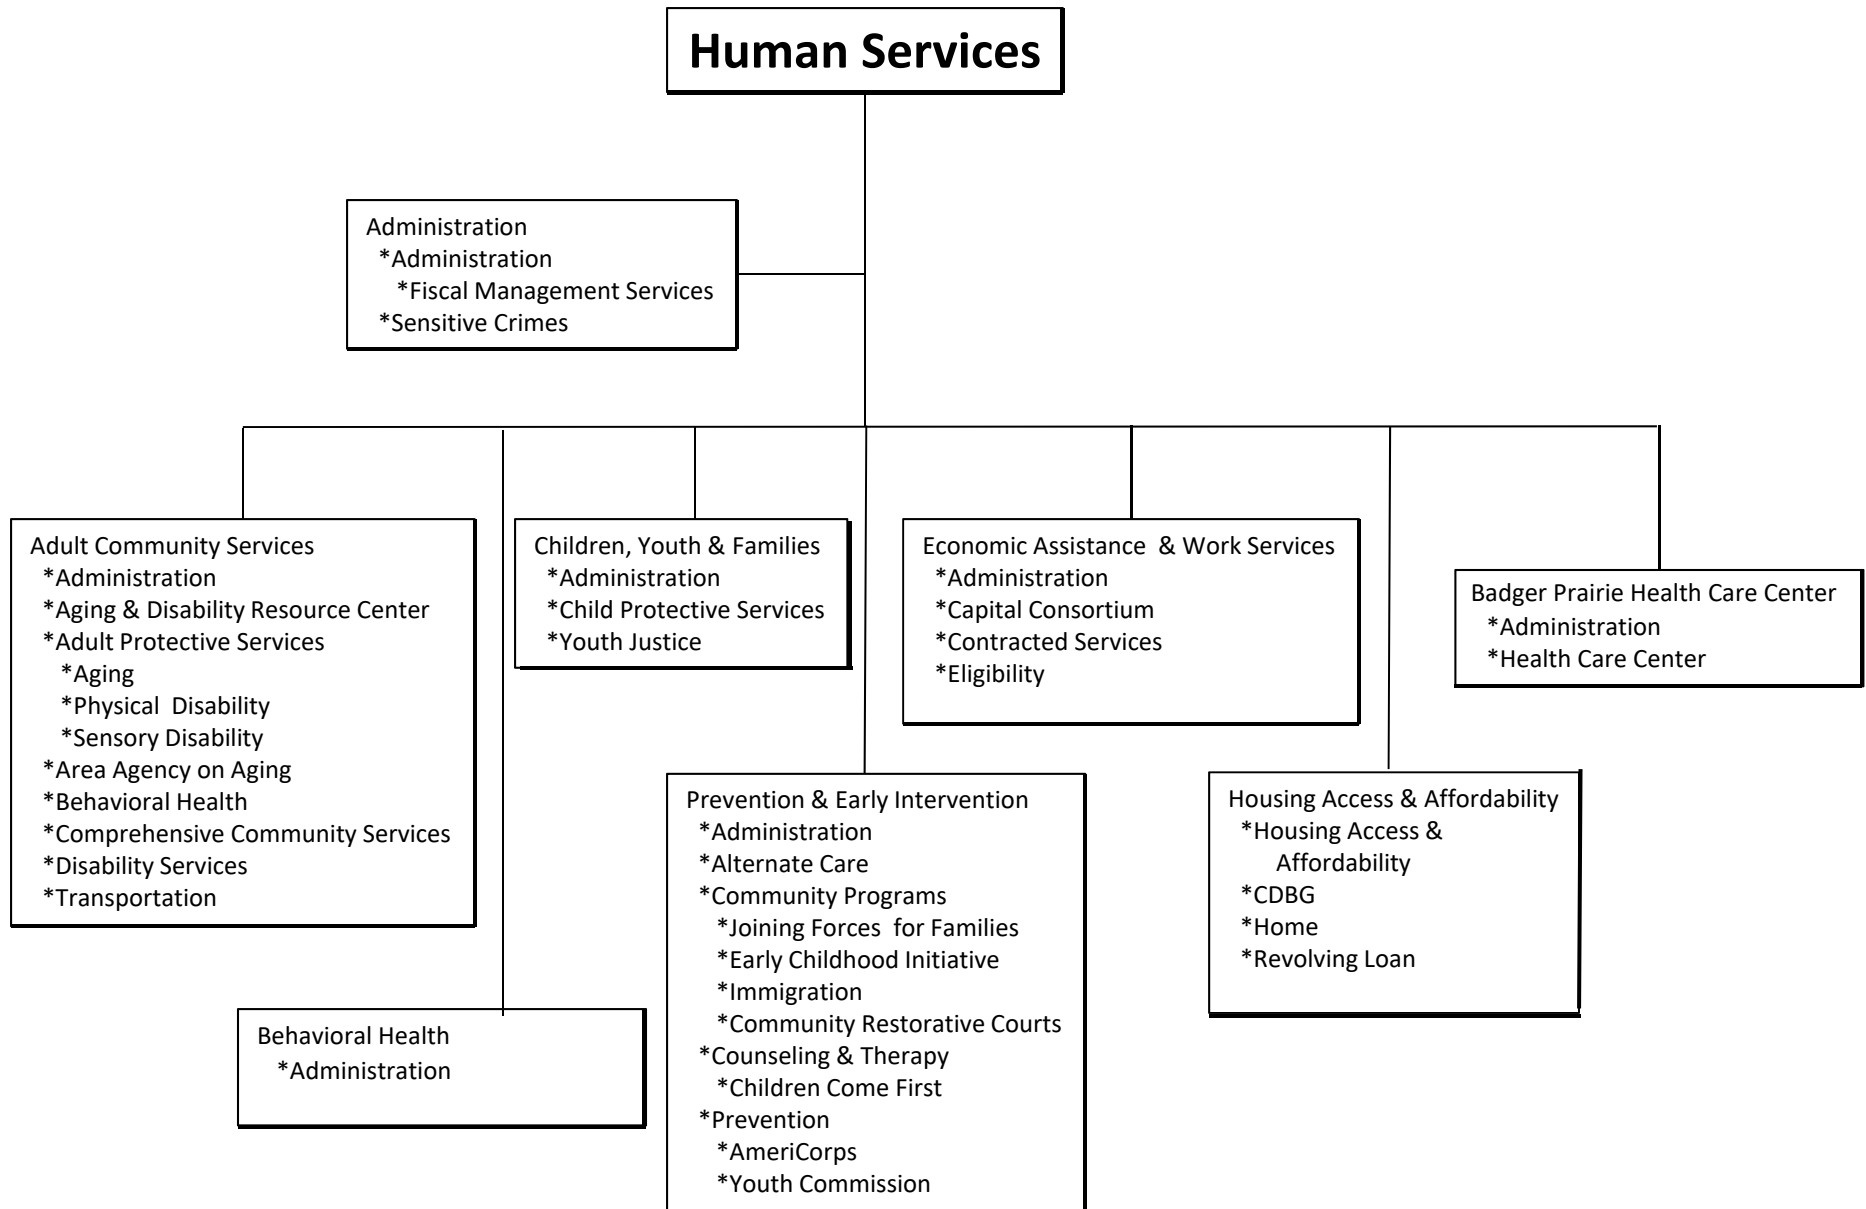 Human Services
Administration
*Administration
*Fiscal Management Services
*Sensitive Crimes
Adult Community Services
*Administration
*Aging & Disability Resource Center
*Adult Protective Services
*Aging
*Physical  Disability
*Sensory Disability
*Area Agency on Aging
*Behavioral Health
*Comprehensive Community Services
*Disability Services
*Transportation
Behavioral Health
*Administration
Children, Youth & Families
*Administration
*Child Protective Services
*Youth Justice
Prevention & Early Intervention
*Administration
*Alternate Care
*Community Programs
*Joining Forces  for Families
*Early Childhood Initiative
*Immigration
*Community Restorative Courts
*Counseling & Therapy
*Children Come First
*Prevention
*AmeriCorps
*Youth Commission
Economic Assistance  & Work Services
*Administration
*Capital Consortium
*Contracted Services
*Eligibility
Housing Access & Affordability
*Housing Access &
Affordability
*CDBG
*Home
*Revolving Loan
Badger Prairie Health Care Center
*Administration
*Health Care Center